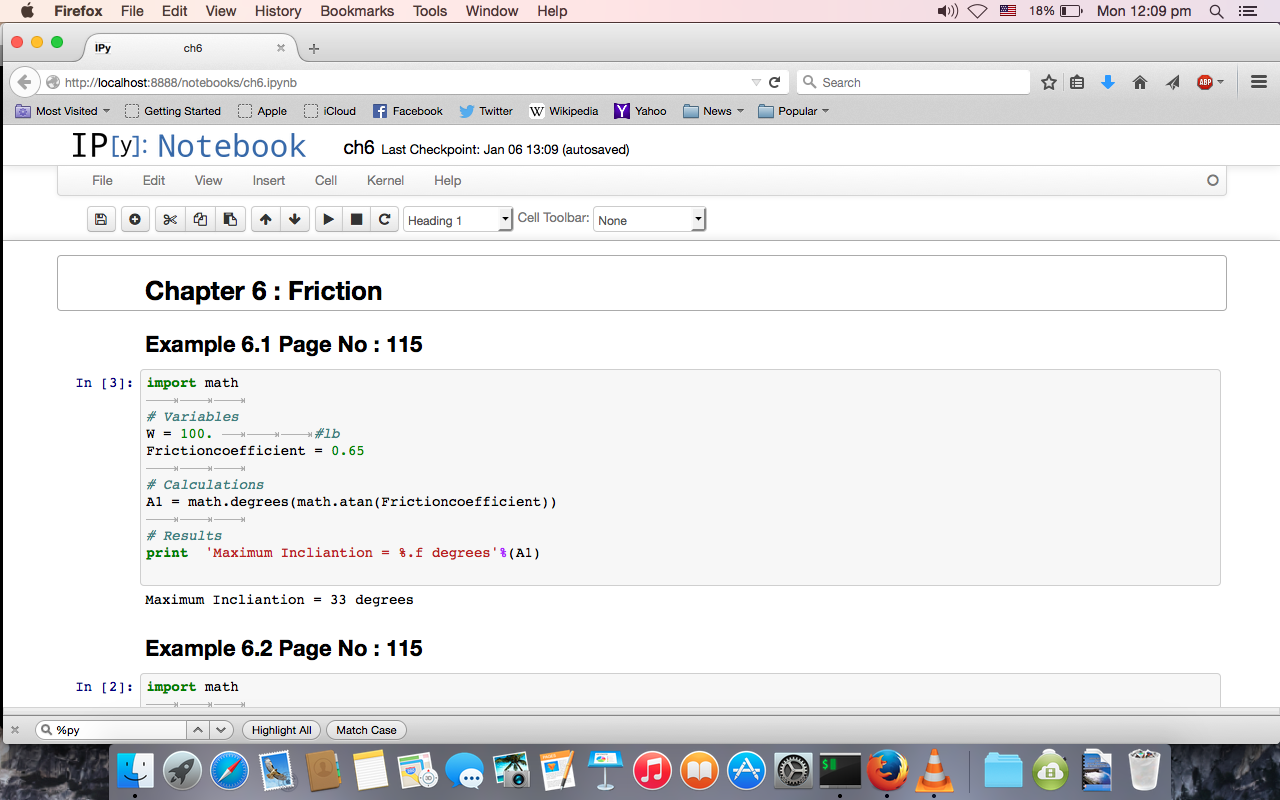 Firefox File Edit View History Bookmarks Tools Window Help 18% Mon 12:09 pm
IPy ch6
http://localhost:8888/notebooks/ch6.ipynb Search ABP
Most Visited Getting Started Apple iCloud Facebook Twitter Wikipedia Yahoo News Popular
IP[y]: Notebook ch6 Last Checkpoint: Jan 06 13:09 (autosaved)
File Edit View Insert Cell Kernel Help
Heading 1 Cell Toolbar: None
Chapter 6 : Friction
Example 6.1 Page No : 115
In [3]: import math
# Variables
W = 100. #lb
Frictioncoefficient = 0.65
# Calculations
A1 = math.degrees(math.atan(Frictioncoefficient))
# Results
print 'Maximum Incliantion = %.f degrees'%(A1)
Maximum Incliantion = 33 degrees
Example 6.2 Page No : 115
In [2]: import math
%py Highlight All Match Case